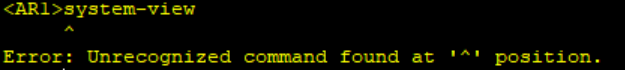 <AR1>system-view
^
Error: Unrecognized command found at '^' position.